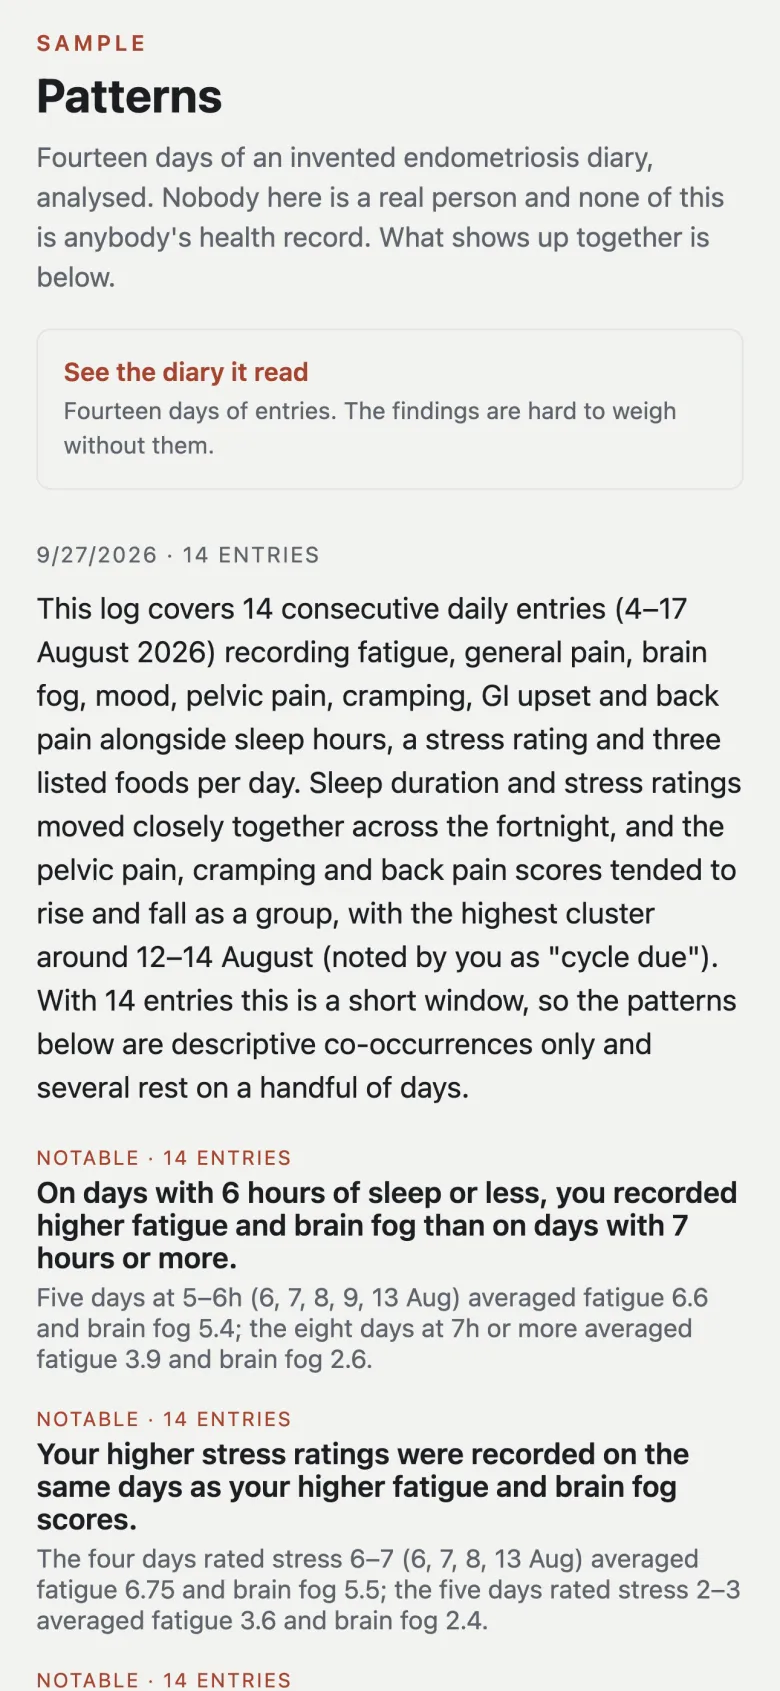 SAMPLE
Patterns
Fourteen days of an invented endometriosis diary,
analysed. Nobody here is a real person and none of this
is anybody's health record. What shows up together is
below.
See the diary it read
Fourteen days of entries. The findings are hard to weigh
without them.
9/27/2026 · 14 ENTRIES
This log covers 14 consecutive daily entries (4–17
August 2026) recording fatigue, general pain, brain
fog, mood, pelvic pain, cramping, GI upset and back
pain alongside sleep hours, a stress rating and three
listed foods per day. Sleep duration and stress ratings
moved closely together across the fortnight, and the
pelvic pain, cramping and back pain scores tended to
rise and fall as a group, with the highest cluster
around 12–14 August (noted by you as "cycle due").
With 14 entries this is a short window, so the patterns
below are descriptive co-occurrences only and
several rest on a handful of days.
NOTABLE · 14 ENTRIES
On days with 6 hours of sleep or less, you recorded
higher fatigue and brain fog than on days with 7
hours or more.
Five days at 5–6h (6, 7, 8, 9, 13 Aug) averaged fatigue 6.6
and brain fog 5.4; the eight days at 7h or more averaged
fatigue 3.9 and brain fog 2.6.
NOTABLE · 14 ENTRIES
Your higher stress ratings were recorded on the
same days as your higher fatigue and brain fog
scores.
The four days rated stress 6–7 (6, 7, 8, 13 Aug) averaged
fatigue 6.75 and brain fog 5.5; the five days rated stress 2–3
averaged fatigue 3.6 and brain fog 2.4.
NOTABLE · 14 ENTRIES